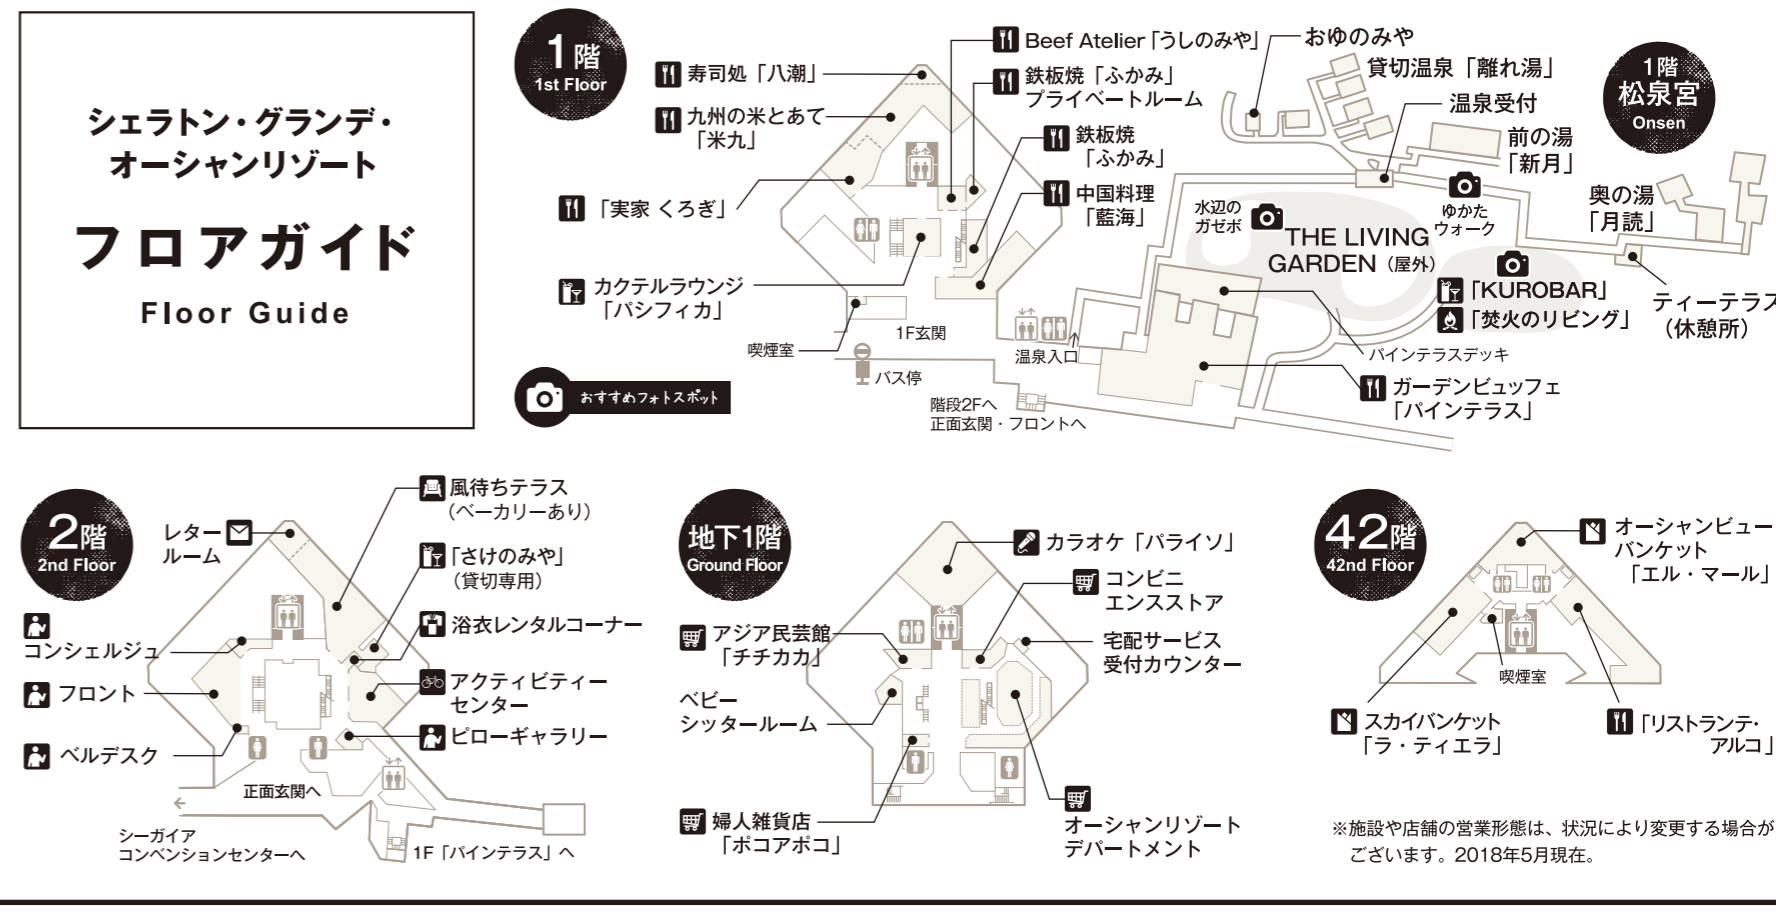 シェラトン・グランデ・
オーシャンリゾート
フロアガイド
Floor Guide
1階
1st Floor
寿司処「八潮」
九州の米とあて
「米九」
「実家 くろぎ」
カクテルラウンジ
「パシフィカ」
喫煙室
Beef Atelier「うしのみや」
鉄板焼「ふかみ」
プライベートルーム
鉄板焼
「ふかみ」
中国料理
「藍海」
1F玄関
バス停
温泉入口
階段2Fへ
正面玄関・フロントへ
おすすめフォトスポット
おゆのみや
貸切温泉「離れ湯」
温泉受付
前の湯
「新月」
1階
松泉宮
Onsen
奥の湯
「月読」
水辺の
ガゼボ
ゆかた
ウォーク
THE LIVING
GARDEN（屋外）
「KUROBAR」
「焚火のリビング」
ティーテラス
（休憩所）
パインテラスデッキ
ガーデンビュッフェ
「パインテラス」
2階
2nd Floor
レター
ルーム
風待ちテラス
（ベーカリーあり）
「さけのみや」
（貸切専用）
浴衣レンタルコーナー
アクティビティー
センター
ピローギャラリー
コンシェルジュ
フロント
ベルデスク
正面玄関へ
シーガイア
コンベンションセンターへ
1F「パインテラス」へ
地下1階
Ground Floor
カラオケ「パライソ」
コンビニ
エンスストア
宅配サービス
受付カウンター
アジア民芸館
「チチカカ」
ベビー
シッタールーム
婦人雑貨店
「ポコアポコ」
オーシャンリゾート
デパートメント
42階
42nd Floor
オーシャンビュー
バンケット
「エル・マール」
喫煙室
スカイバンケット
「ラ・ティエラ」
「リストランテ・
アルコ」
※施設や店舗の営業形態は、状況により変更する場合が
ございます。2018年5月現在。